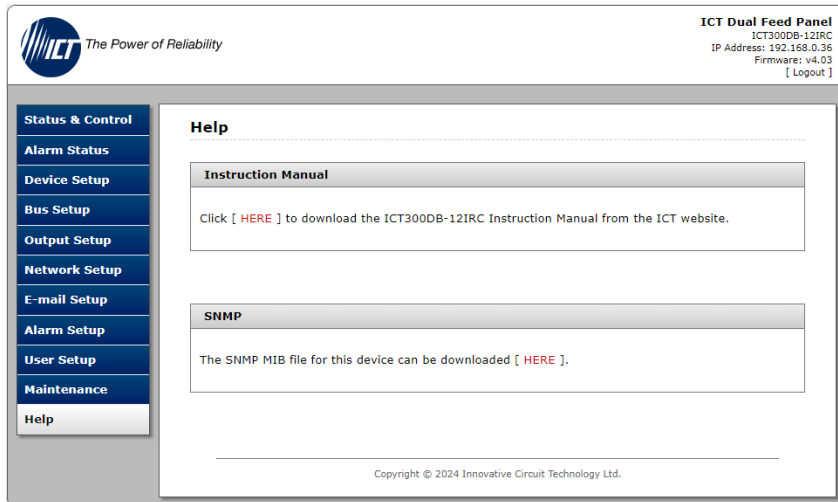 ICT The Power of Reliability
ICT Dual Feed Panel
ICT300DB-12IRC
IP Address: 192.168.0.36
Firmware: v4.03
[ Logout ]
Status & Control
Alarm Status
Device Setup
Bus Setup
Output Setup
Network Setup
E-mail Setup
Alarm Setup
User Setup
Maintenance
Help
Help
Instruction Manual
Click [ HERE ] to download the ICT300DB-12IRC Instruction Manual from the ICT website.
SNMP
The SNMP MIB file for this device can be downloaded [ HERE ].
Copyright © 2024 Innovative Circuit Technology Ltd.